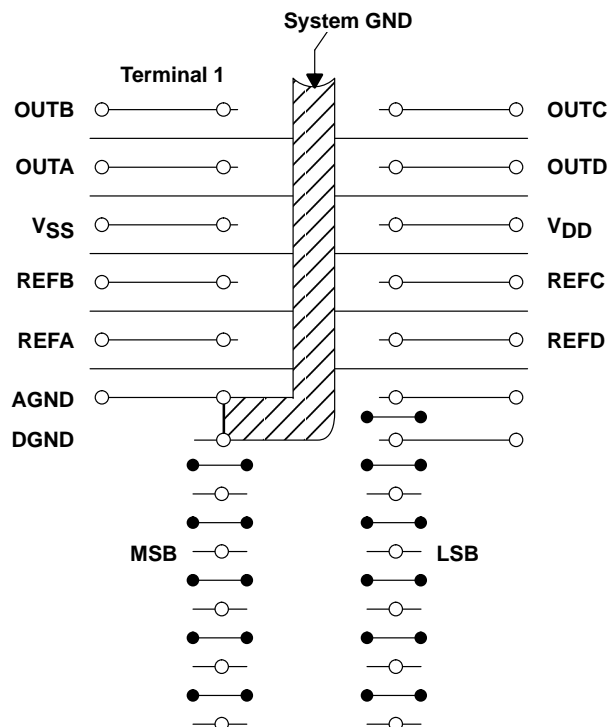 System GND
Terminal 1
OUTB
OUTC
OUTA
OUTD
VSS
VDD
REFB
REFC
REFA
REFD
AGND
DGND
MSB
LSB